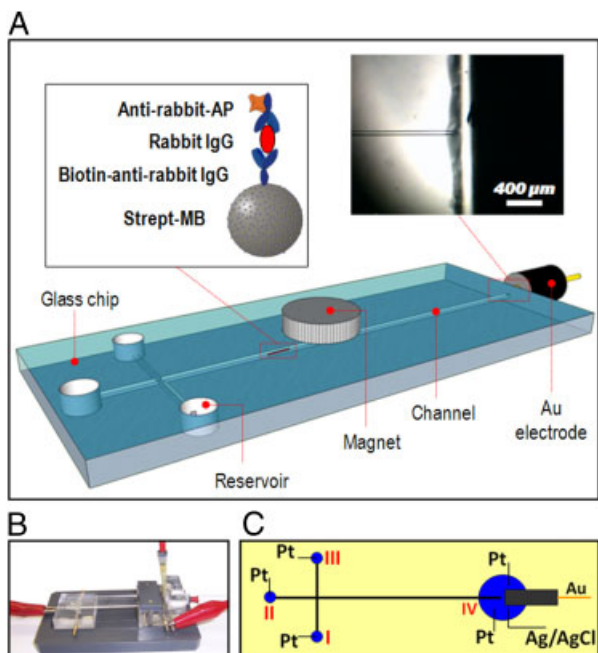 A
Anti-rabbit-AP
Rabbit IgG
Biotin-anti-rabbit IgG
Strept-MB
400 µm
Glass chip
Reservoir
Magnet
Channel
Au
electrode
B
C
Pt
III
Pt
II
Pt
I
Pt
IV
Pt
Au
Ag/AgCl